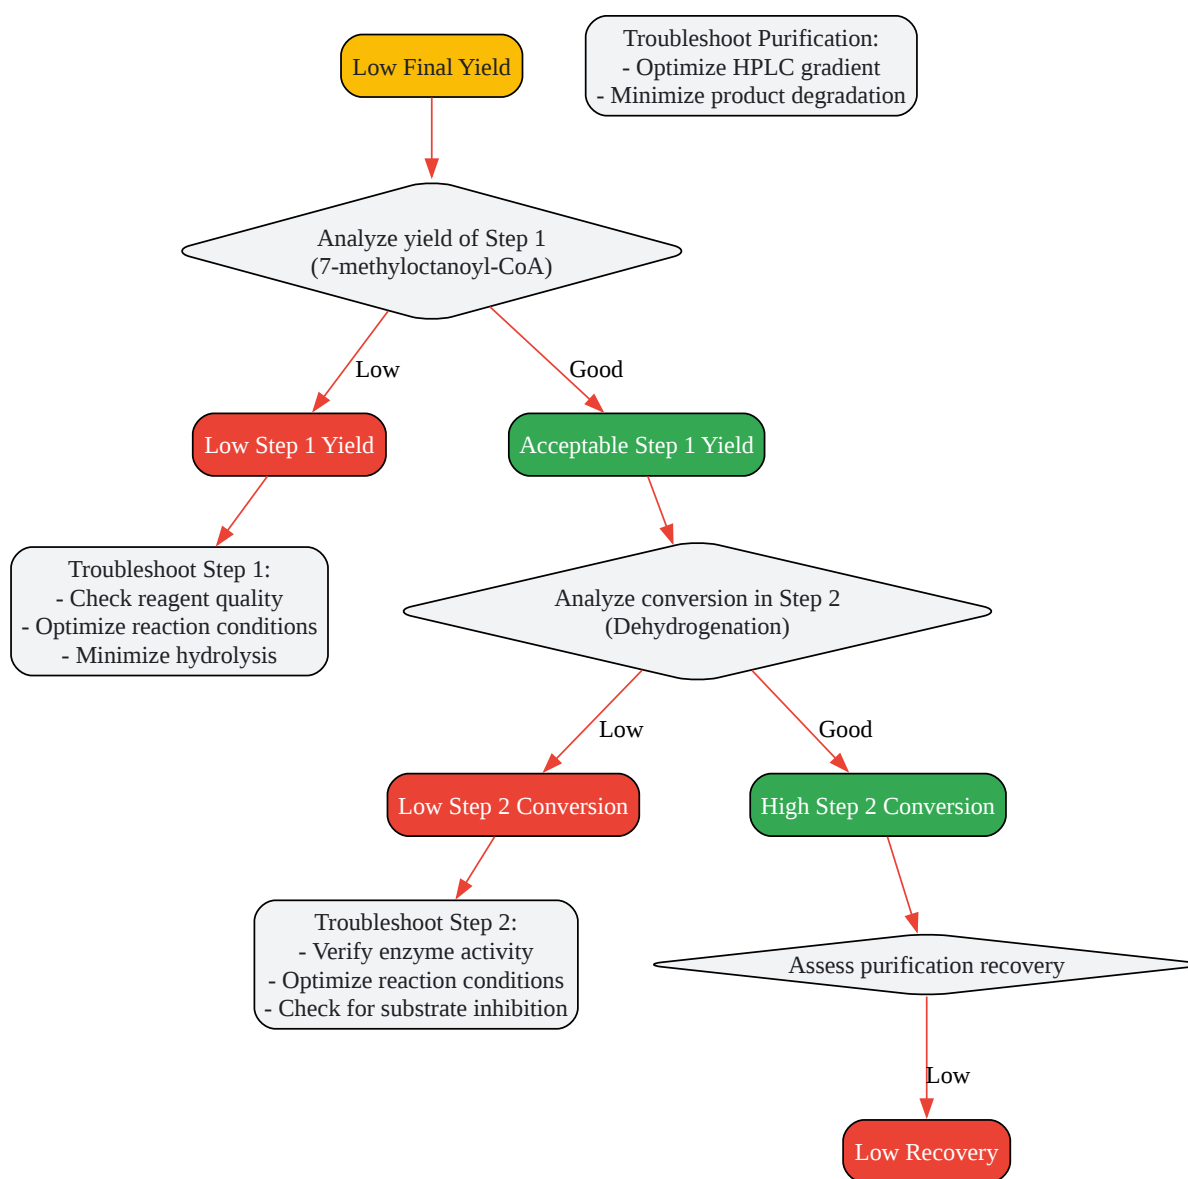 Low Final Yield
Troubleshoot Purification:
- Optimize HPLC gradient
- Minimize product degradation
Analyze yield of Step 1
(7-methyloctanoyl-CoA)
Low
Good
Low Step 1 Yield
Acceptable Step 1 Yield
Troubleshoot Step 1:
- Check reagent quality
- Optimize reaction conditions
- Minimize hydrolysis
Analyze conversion in Step 2
(Dehydrogenation)
Low
Good
Low Step 2 Conversion
High Step 2 Conversion
Troubleshoot Step 2:
- Verify enzyme activity
- Optimize reaction conditions
- Check for substrate inhibition
Assess purification recovery
Low
Low Recovery